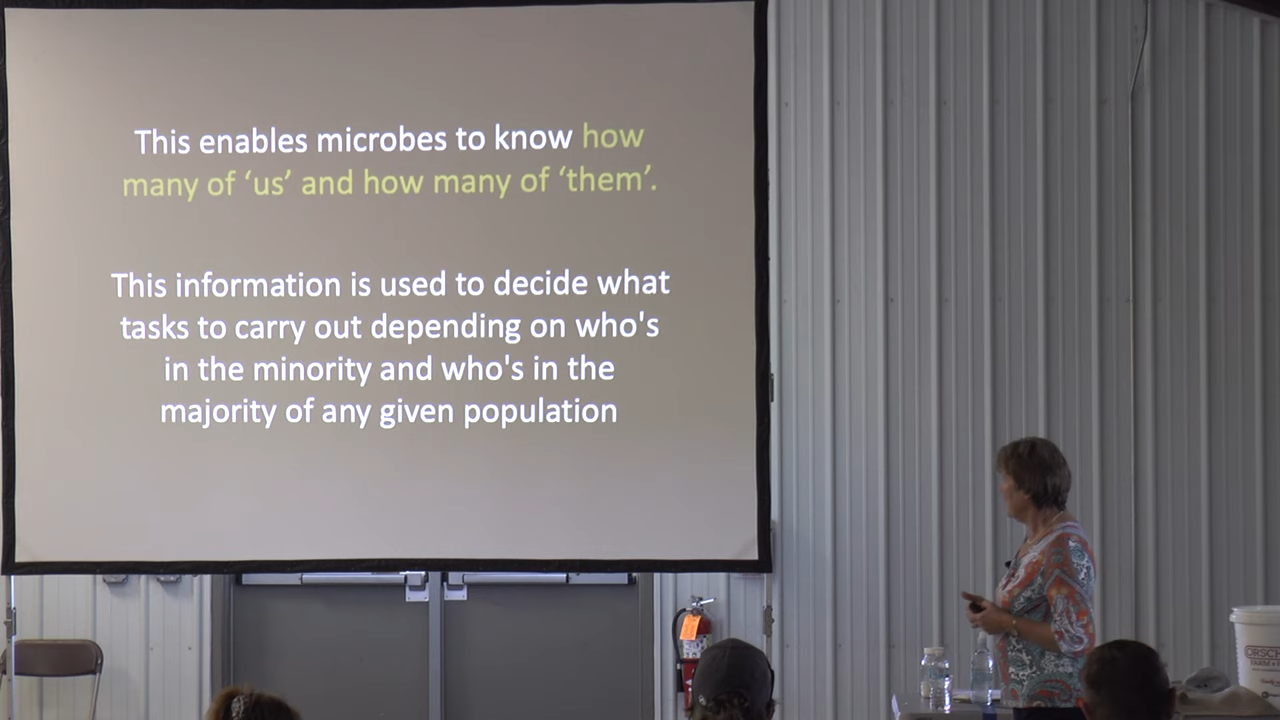 This enables microbes to know how
many of ‘us’ and how many of ‘them’.
This information is used to decide what
tasks to carry out depending on who's
in the minority and who's in the
majority of any given population